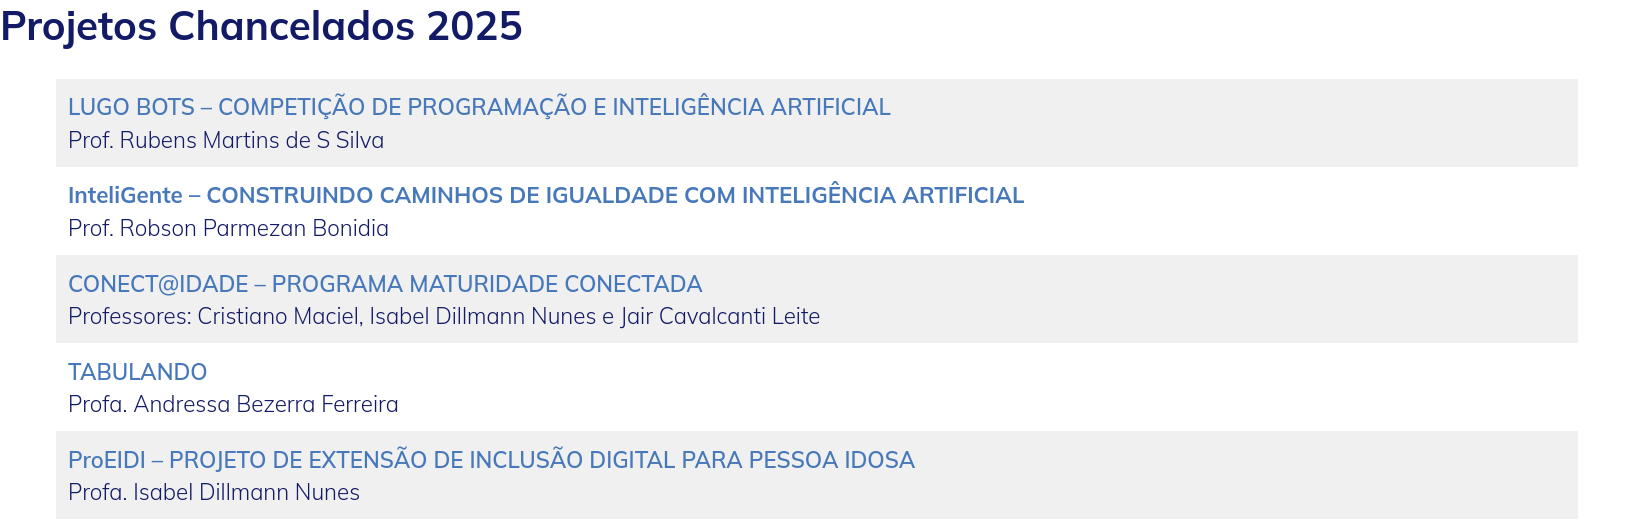 Projetos Chancelados 2025
LUGO BOTS – COMPETIÇÃO DE PROGRAMAÇÃO E INTELIGÊNCIA ARTIFICIAL
Prof. Rubens Martins de S Silva
InteliGente – CONSTRUINDO CAMINHOS DE IGUALDADE COM INTELIGÊNCIA ARTIFICIAL
Prof. Robson Parmezan Bonidia
CONECT@IDADE – PROGRAMA MATURIDADE CONECTADA
Professores: Cristiano Maciel, Isabel Dillmann Nunes e Jair Cavalcanti Leite
TABULANDO
Profa. Andressa Bezerra Ferreira
ProEIDI – PROJETO DE EXTENSÃO DE INCLUSÃO DIGITAL PARA PESSOA IDOSA
Profa. Isabel Dillmann Nunes